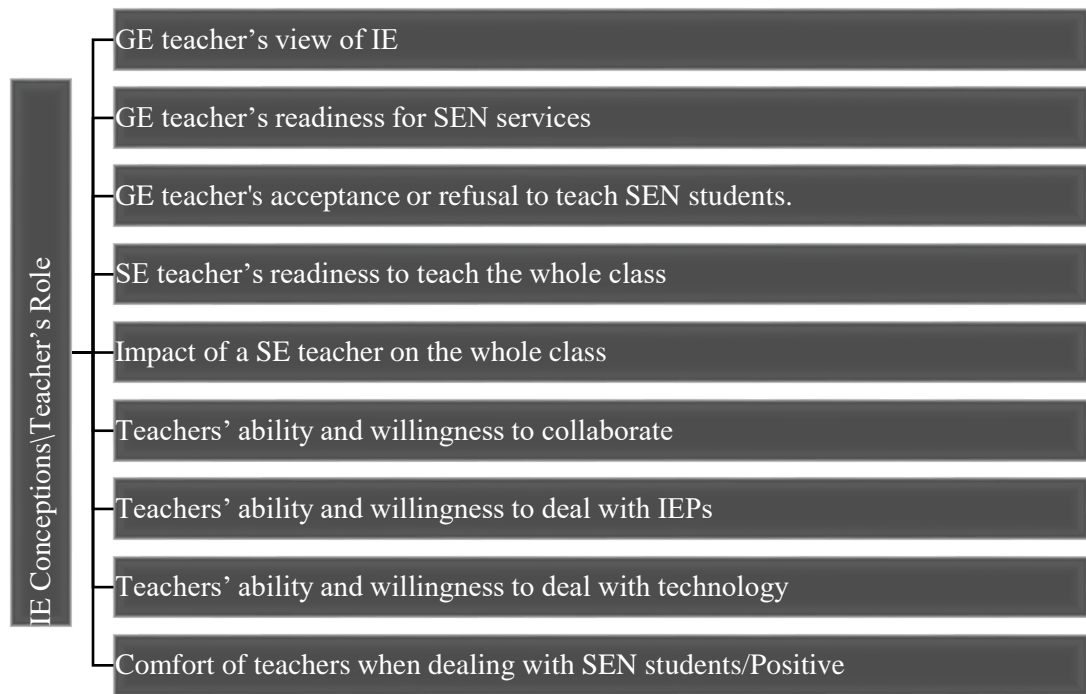 IE Conceptions\Teacher’s Role
GE teacher’s view of IE
GE teacher’s readiness for SEN services
GE teacher's acceptance or refusal to teach SEN students.
SE teacher’s readiness to teach the whole class
Impact of a SE teacher on the whole class
Teachers’ ability and willingness to collaborate
Teachers’ ability and willingness to deal with IEPs
Teachers’ ability and willingness to deal with technology
Comfort of teachers when dealing with SEN students/Positive